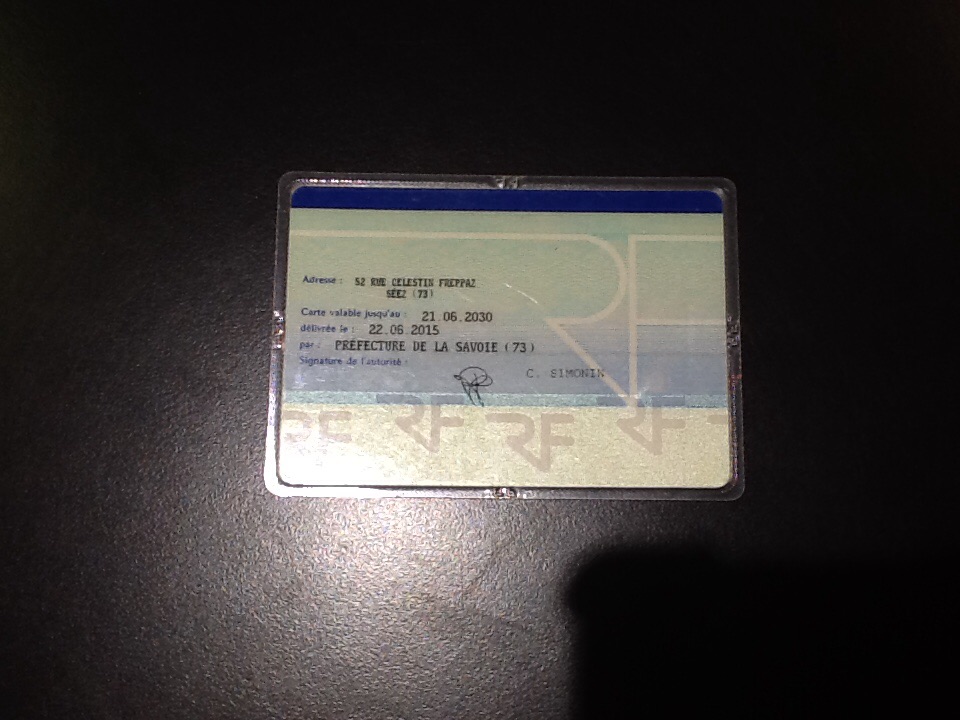 Adresse : 52 RUE CELESTIN FREPPAZ
SÉEZ (73)
Carte valable jusqu'au : 21.06.2030
délivrée le : 22.06.2015
par : PRÉFECTURE DE LA SAVOIE (73)
Signature de l'autorité :
C. SIMONIN
RF
RF RF RF